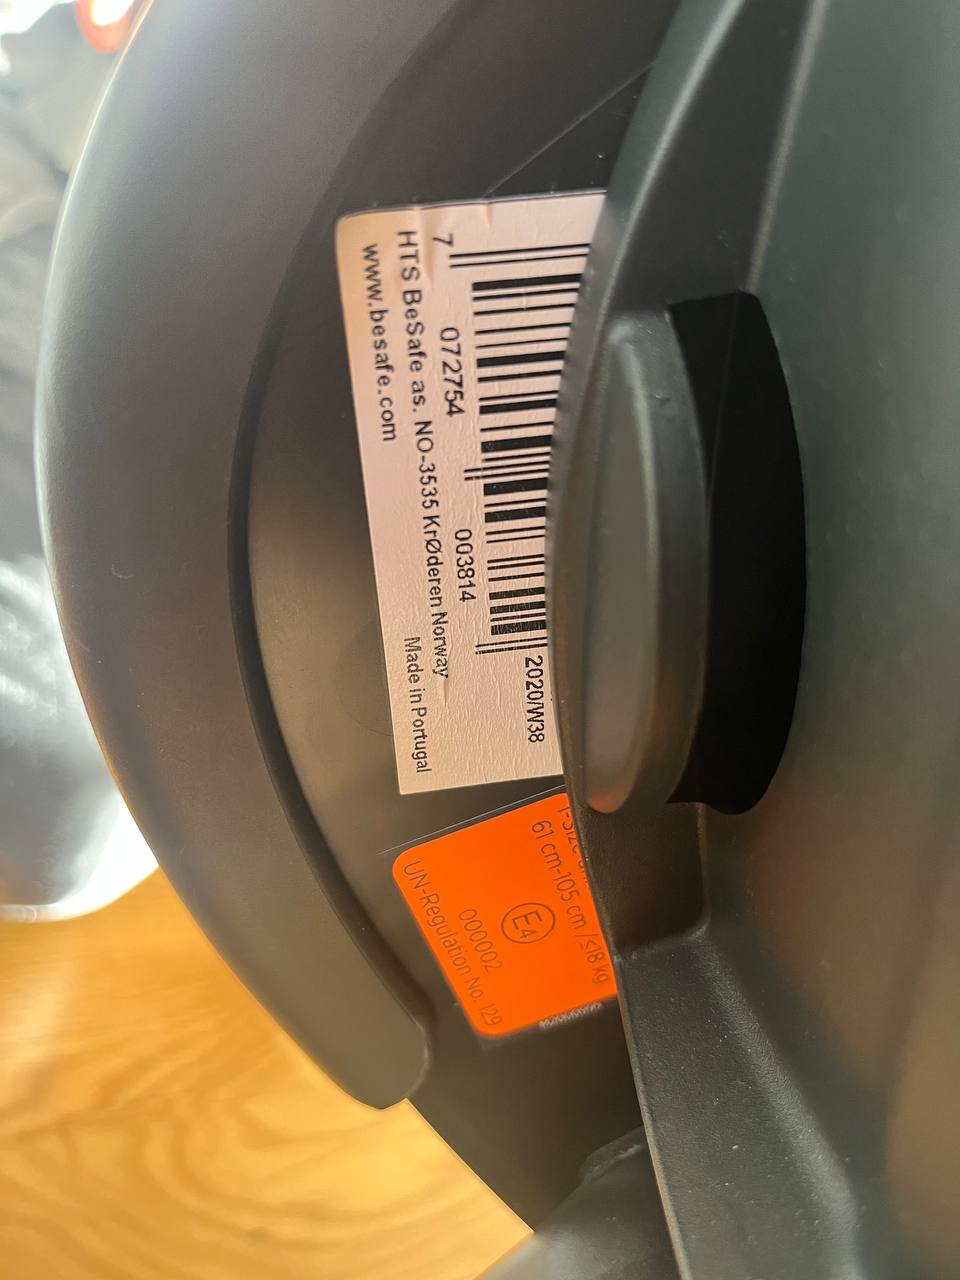 2020/W38
7 072754 003814
HTS BeSafe as. NO-3535 KrØderen Norway
www.besafe.com
Made in Portugal
61 cm-105 cm /≤18 kg
E4
000002
UN-Regulation No. 129